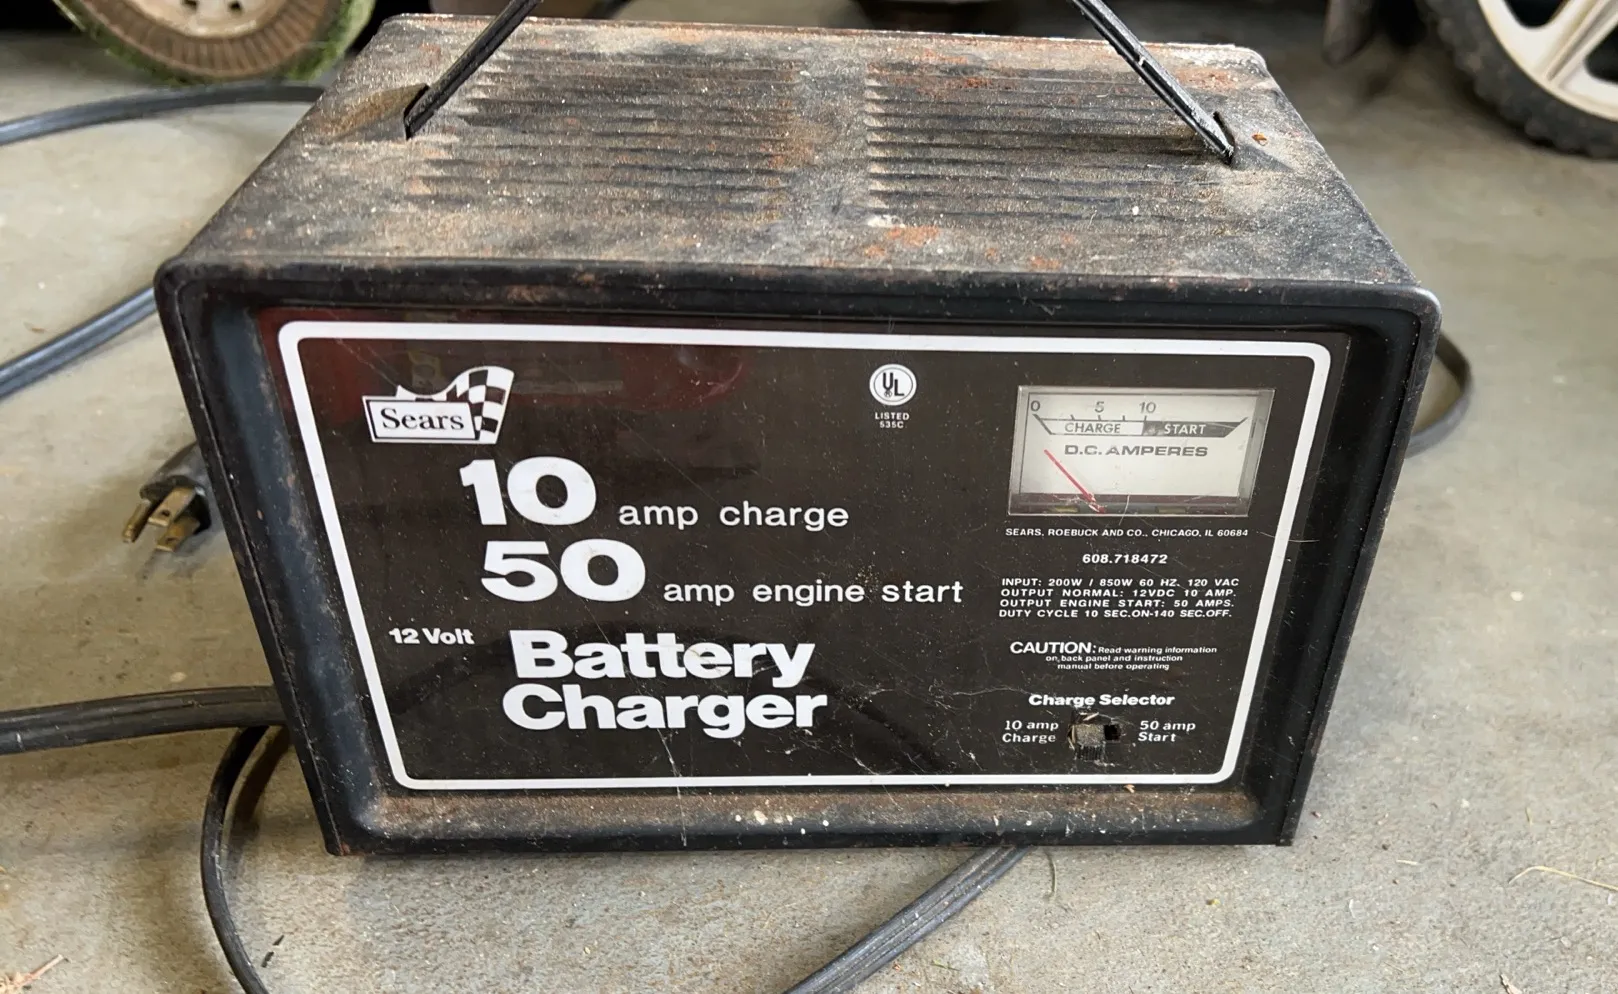 Sears
10 amp charge
50 amp engine start
12 Volt Battery
Charger
UL
®
LISTED
535C
0 5 10
CHARGE START
D.C. AMPERES
SEARS, ROEBUCK AND CO., CHICAGO, IL 60684
608.718472
INPUT: 200W / 850W 60 HZ. 120 VAC
OUTPUT NORMAL: 12VDC 10 AMP.
OUTPUT ENGINE START: 50 AMPS.
DUTY CYCLE 10 SEC.ON-140 SEC.OFF.
CAUTION: Read warning information
on back panel and instruction
manual before operating
Charge Selector
10 amp
Charge
50 amp
Start